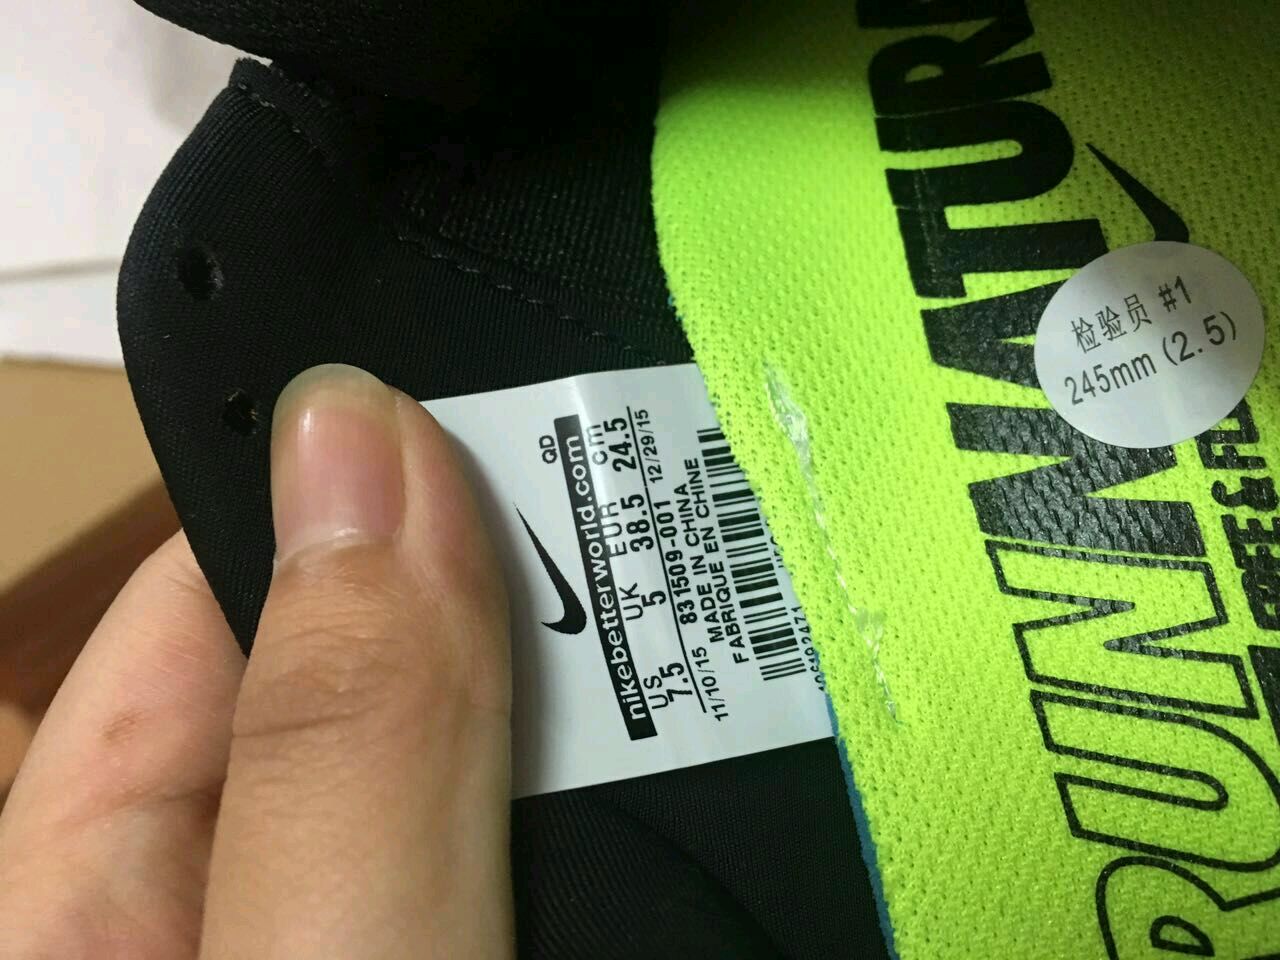 QD
nikebetterworld.com
US UK EUR cm
7.5 5 38.5 24.5
831509-001 12/29/15
11/10/15 MADE IN CHINA
FABRIQUE EN CHINE
检验员 #1
245mm (2.5)
RUN NATURAL